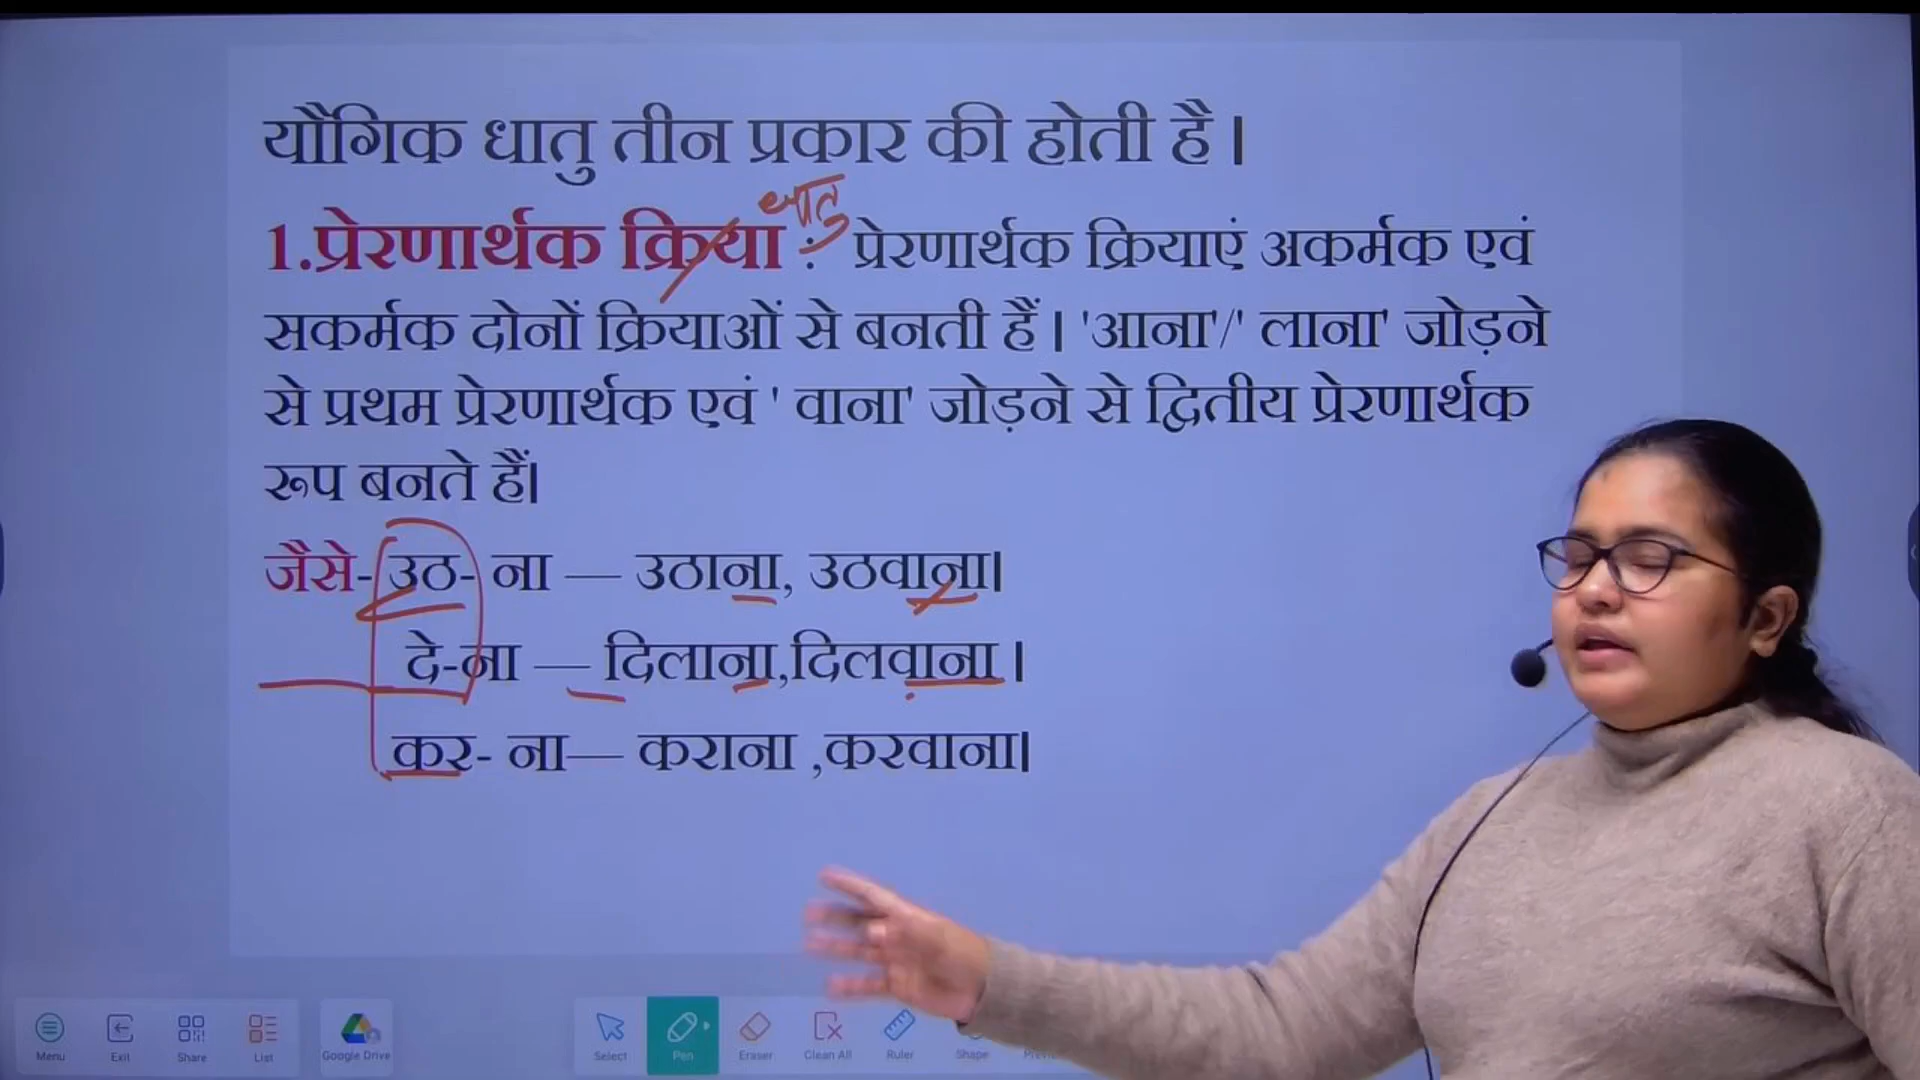 यौगिक धातु तीन प्रकार की होती है।
धातु
1.प्रेरणार्थक क्रिया : प्रेरणार्थक क्रियाएं अकर्मक एवं
सकर्मक दोनों क्रियाओं से बनती हैं। 'आना'/' लाना' जोड़ने
से प्रथम प्रेरणार्थक एवं ' वाना' जोड़ने से द्वितीय प्रेरणार्थक
रूप बनते हैं।
जैसे- उठ- ना — उठाना, उठवाना।
दे-ना — दिलाना,दिलवाना ।
कर- ना— कराना ,करवाना।
Menu Exit Share List Google Drive Select Pen Eraser Clean All Ruler Shape